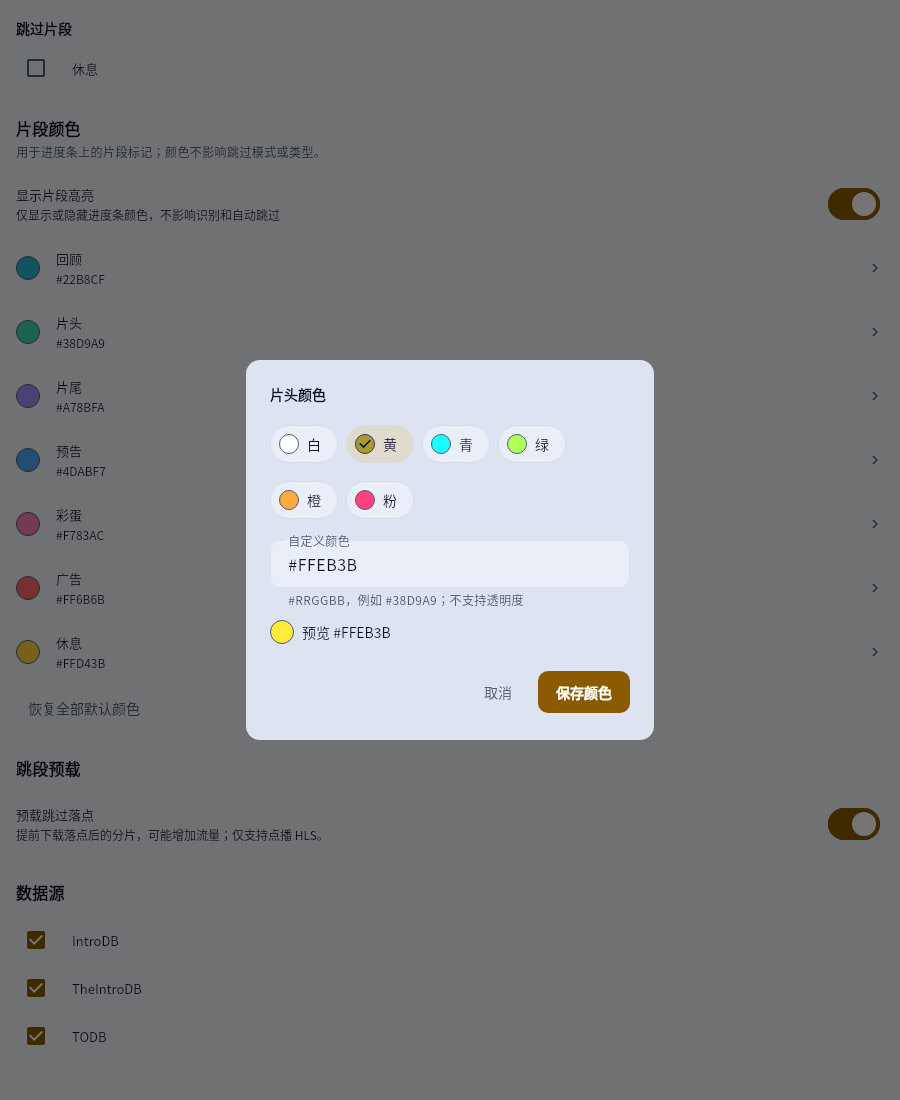 跳过片段
休息
片段颜色
用于进度条上的片段标记；颜色不影响跳过模式或类型。
显示片段高亮
仅显示或隐藏进度条颜色，不影响识别和自动跳过
回顾
#22B8CF
片头
#38D9A9
片尾
#A78BFA
预告
#4DABF7
彩蛋
#F783AC
广告
#FF6B6B
休息
#FFD43B
恢复全部默认颜色
片头颜色
白 黄 青 绿
橙 粉
自定义颜色
#FFEB3B
#RRGGBB，例如 #38D9A9；不支持透明度
预览 #FFEB3B
取消 保存颜色
跳段预载
预载跳过落点
提前下载落点后的分片，可能增加流量；仅支持点播 HLS。
数据源
IntroDB
TheIntroDB
TODB